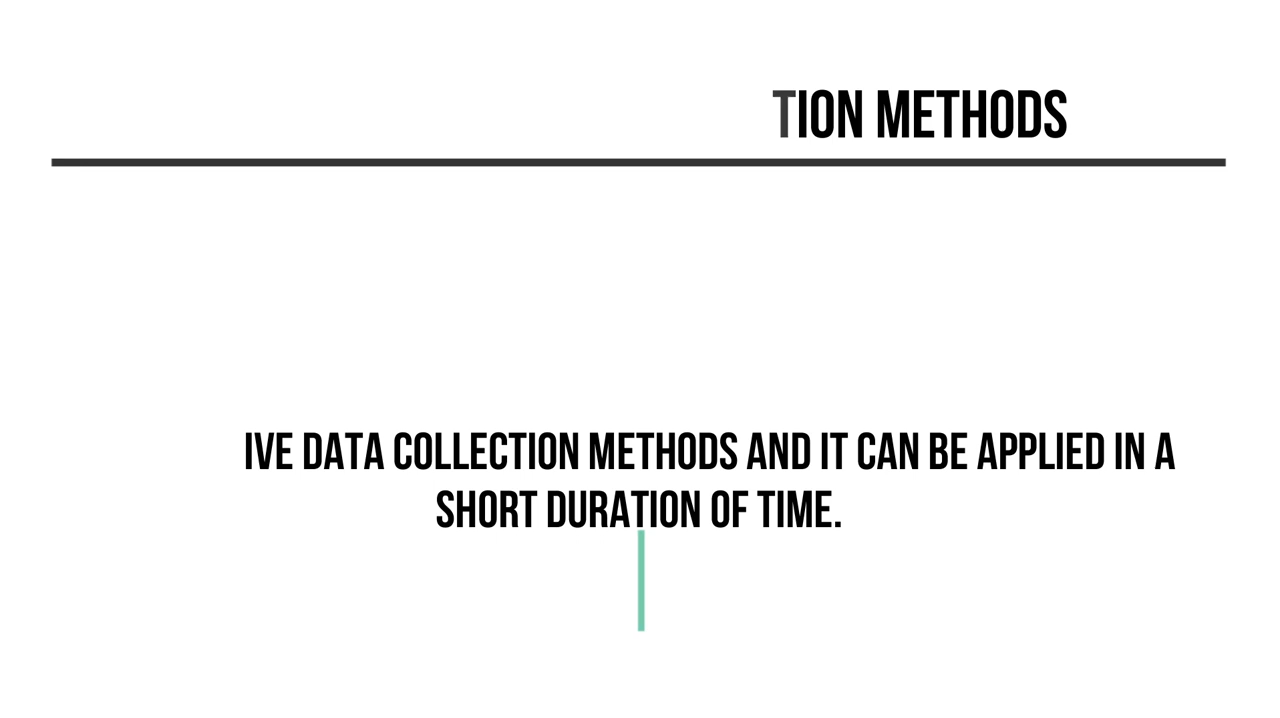 TION METHODS
IVE DATA COLLECTION METHODS AND IT CAN BE APPLIED IN A
SHORT DURATION OF TIME.